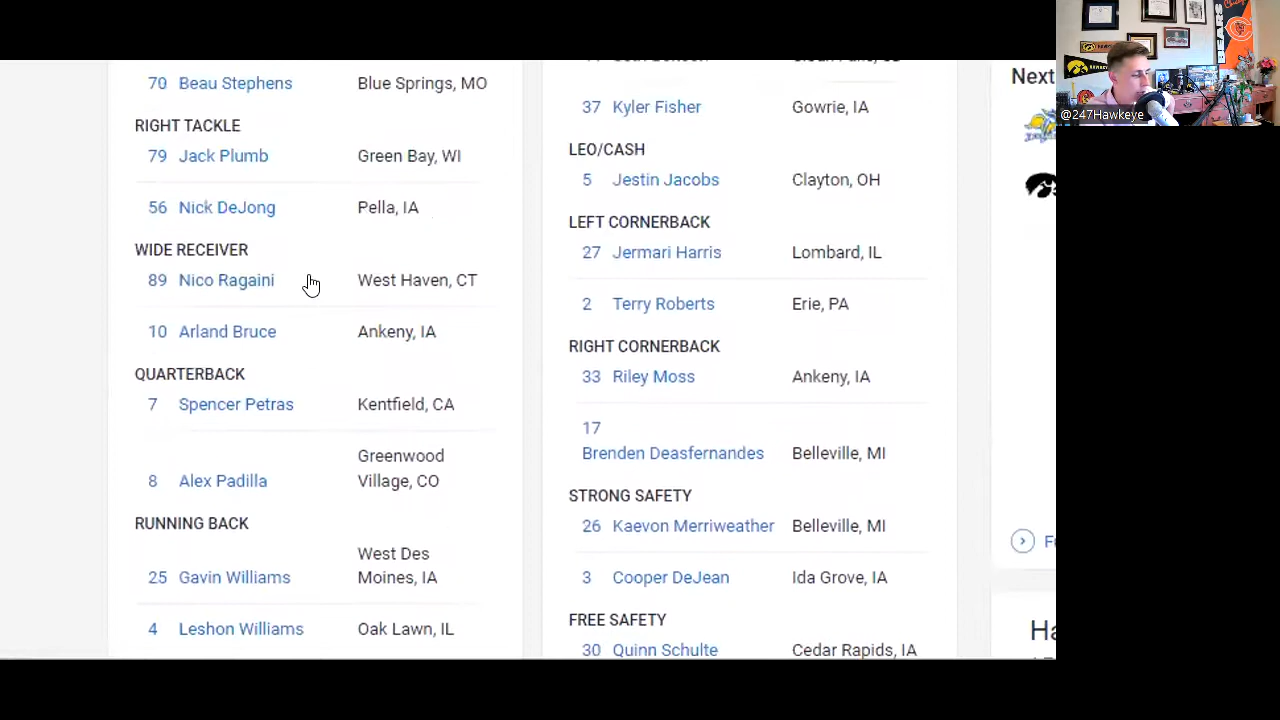 70 Beau Stephens Blue Springs, MO
RIGHT TACKLE
79 Jack Plumb Green Bay, WI
56 Nick DeJong Pella, IA
WIDE RECEIVER
89 Nico Ragaini West Haven, CT
10 Arland Bruce Ankeny, IA
QUARTERBACK
7 Spencer Petras Kentfield, CA
Greenwood
8 Alex Padilla Village, CO
RUNNING BACK
West Des
25 Gavin Williams Moines, IA
4 Leshon Williams Oak Lawn, IL
37 Kyler Fisher Gowrie, IA
LEO/CASH
5 Jestin Jacobs Clayton, OH
LEFT CORNERBACK
27 Jermari Harris Lombard, IL
2 Terry Roberts Erie, PA
RIGHT CORNERBACK
33 Riley Moss Ankeny, IA
17
Brenden Deasfernandes Belleville, MI
STRONG SAFETY
26 Kaevon Merriweather Belleville, MI
3 Cooper DeJean Ida Grove, IA
FREE SAFETY
30 Quinn Schulte Cedar Rapids, IA
Next
@247Hawkeye